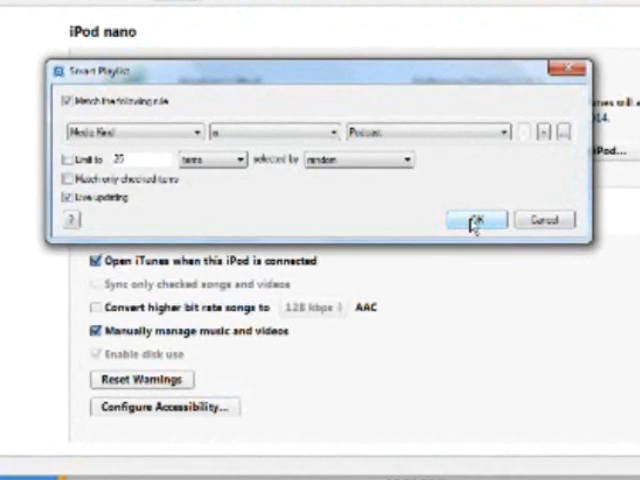 iPod nano
Smart Playlist
Match the following rule
Media Kind is Podcast
Limit to 25 items selected by random
Match only checked items
Live updating
? OK Cancel
14.
iPod...
Open iTunes when this iPod is connected
Sync only checked songs and videos
Convert higher bit rate songs to 128 kbps AAC
Manually manage music and videos
Enable disk use
Reset Warnings
Configure Accessibility...